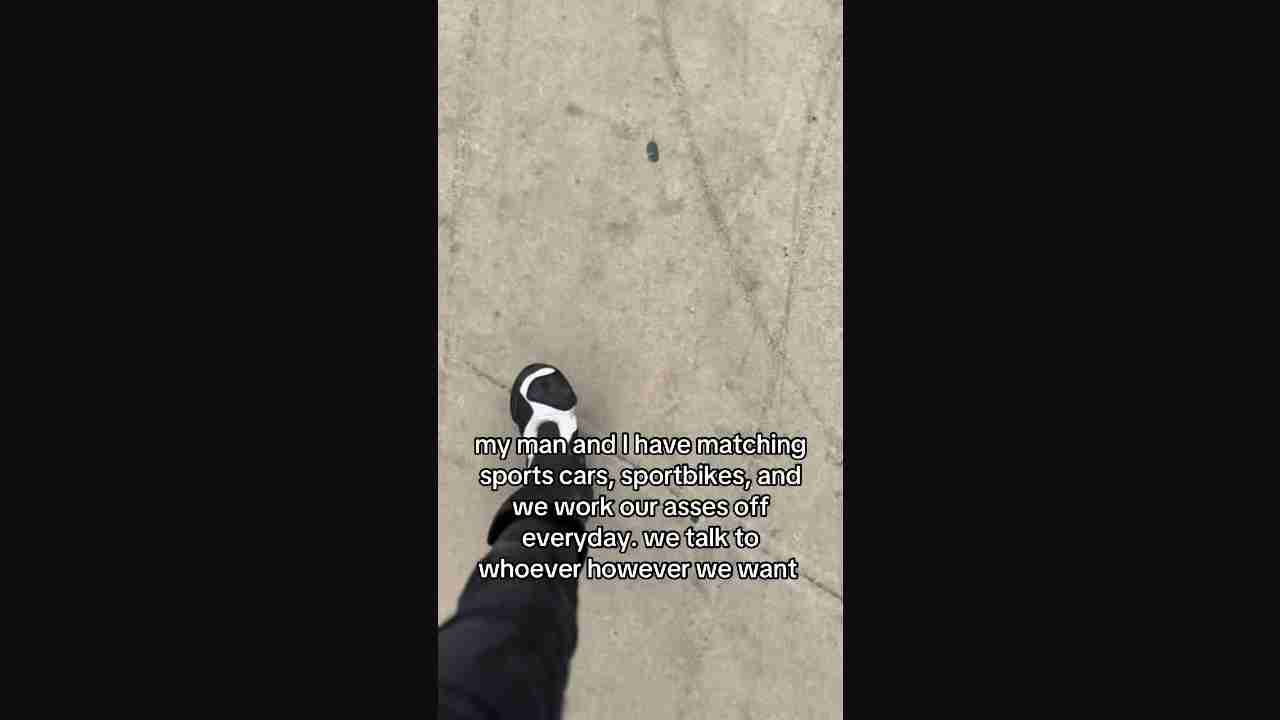 my man and I have matching
sports cars, sportbikes, and
we work our asses off
everyday. we talk to
whoever however we want